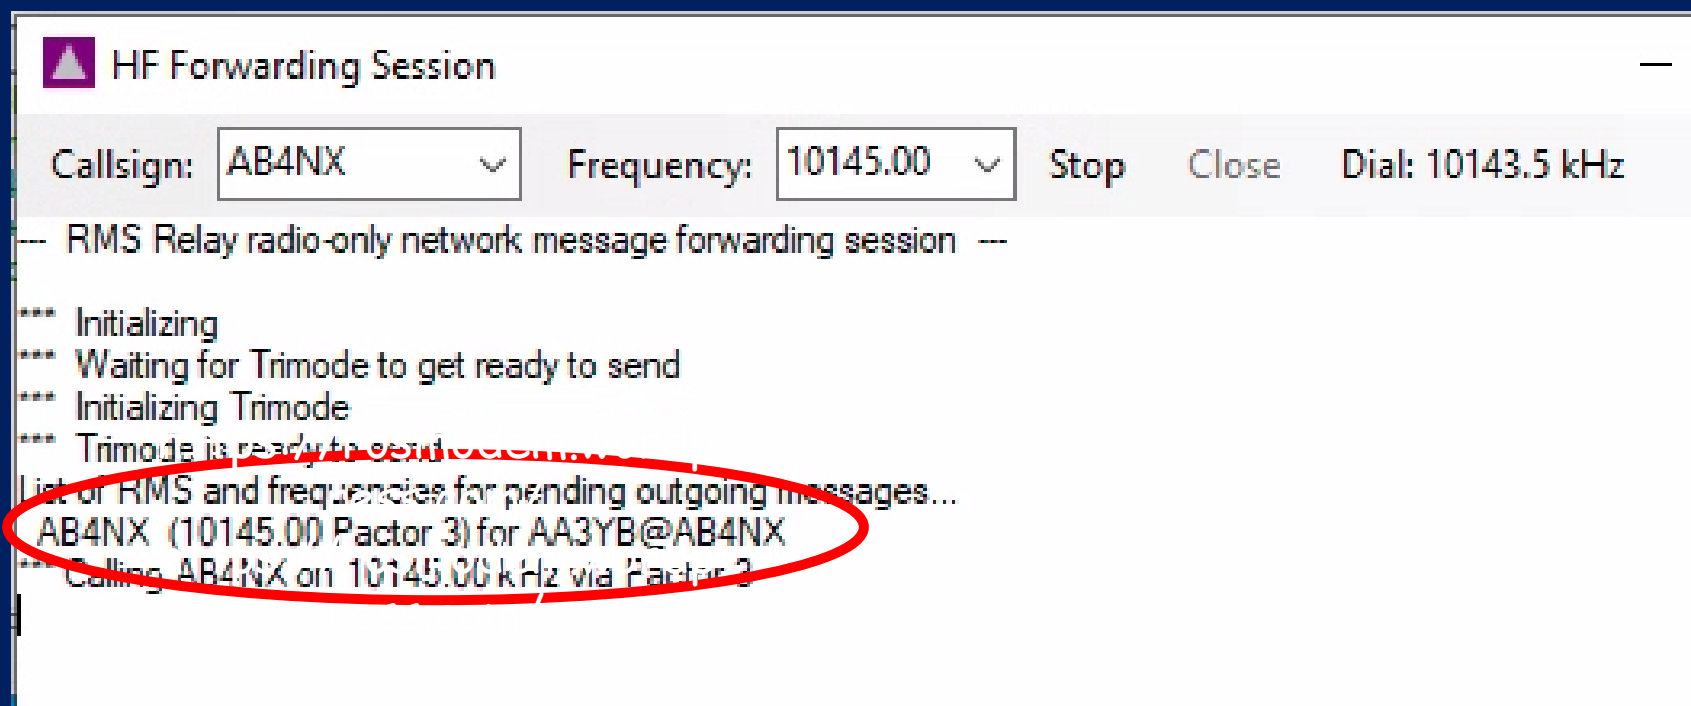 HF Forwarding Session
Callsign: AB4NX Frequency: 10145.00 Stop Close Dial: 10143.5 kHz
--- RMS Relay radio-only network message forwarding session ---
*** Initializing
*** Waiting for Trimode to get ready to send
*** Initializing Trimode
*** Trimode is ready to send
List of RMS and frequencies for pending outgoing messages...
AB4NX (10145.00 Pactor 3) for AA3YB@AB4NX
*** Calling AB4NX on 10145.00 kHz via Pactor 3